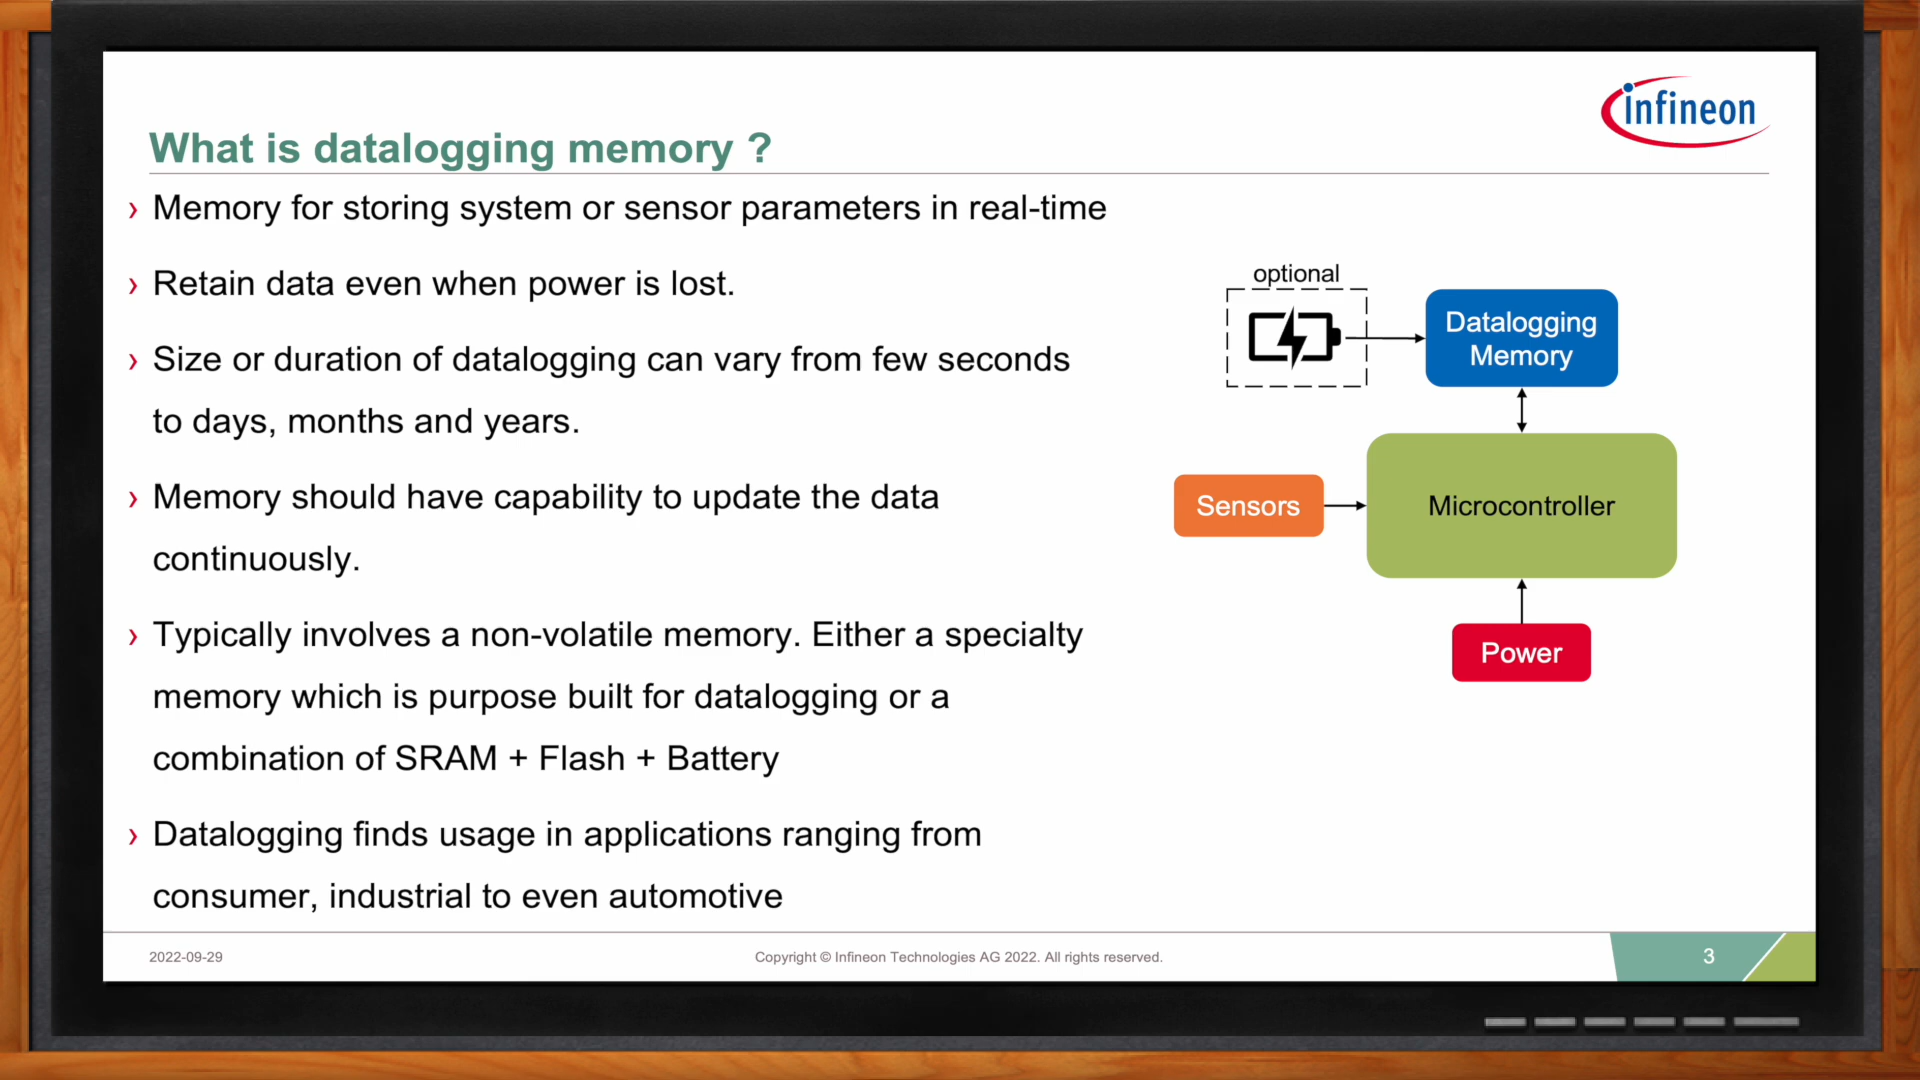 infineon
What is datalogging memory ?
› Memory for storing system or sensor parameters in real-time
› Retain data even when power is lost.
› Size or duration of datalogging can vary from few seconds
to days, months and years.
› Memory should have capability to update the data
continuously.
› Typically involves a non-volatile memory. Either a specialty
memory which is purpose built for datalogging or a
combination of SRAM + Flash + Battery
› Datalogging finds usage in applications ranging from
consumer, industrial to even automotive
optional
Datalogging
Memory
Sensors
Microcontroller
Power
2022-09-29
Copyright © Infineon Technologies AG 2022. All rights reserved.
3